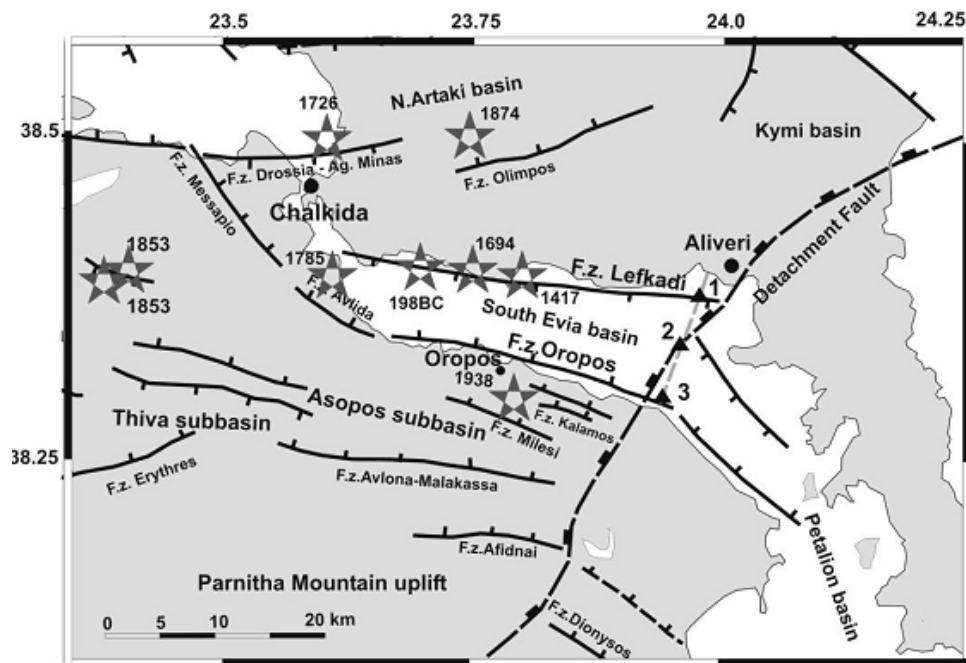 23.5
23.75
24.0
24.25
38.5
38.25
N.Artaki basin
1726
1874
Kymi basin
F.z. Drossia - Ag. Minas
F.z. Olimpos
F.z. Messapio
Chalkida
Aliveri
Detachment Fault
1853
1853
1785
1694
F.z. Lefkadi
1
198BC
1417
F.z Avlida
South Evia basin
2
F.z Oropos
Oropos
1938
3
Asopos subbasin
Thiva subbasin
F.z. Kalamos
F.z. Milesi
F.z. Erythres
F.z.Avlona-Malakassa
Petalion basin
F.z.Afidnai
Parnitha Mountain uplift
F.z.Dionysos
0 5 10 20 km